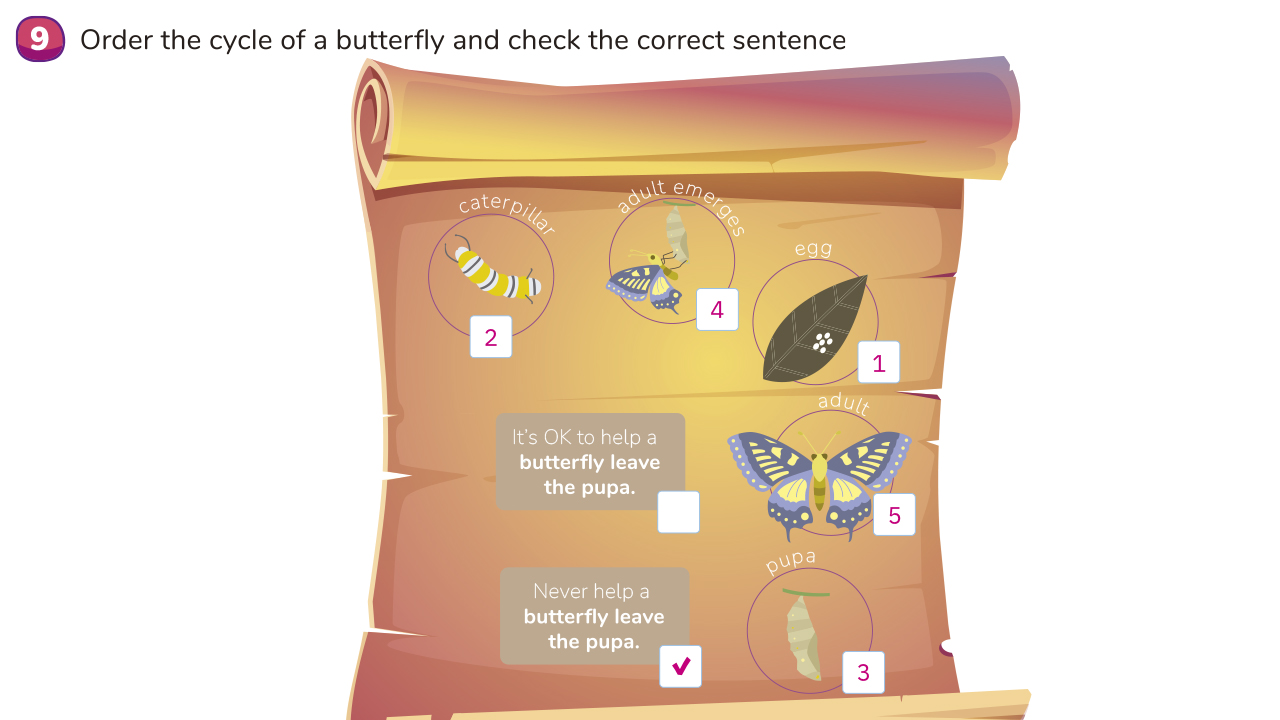 9
Order the cycle of a butterfly and check the correct sentence
caterpillar
2
adult emerges
4
egg
1
It's OK to help a
butterfly leave
the pupa.
adult
5
Never help a
butterfly leave
the pupa.
✓
pupa
3